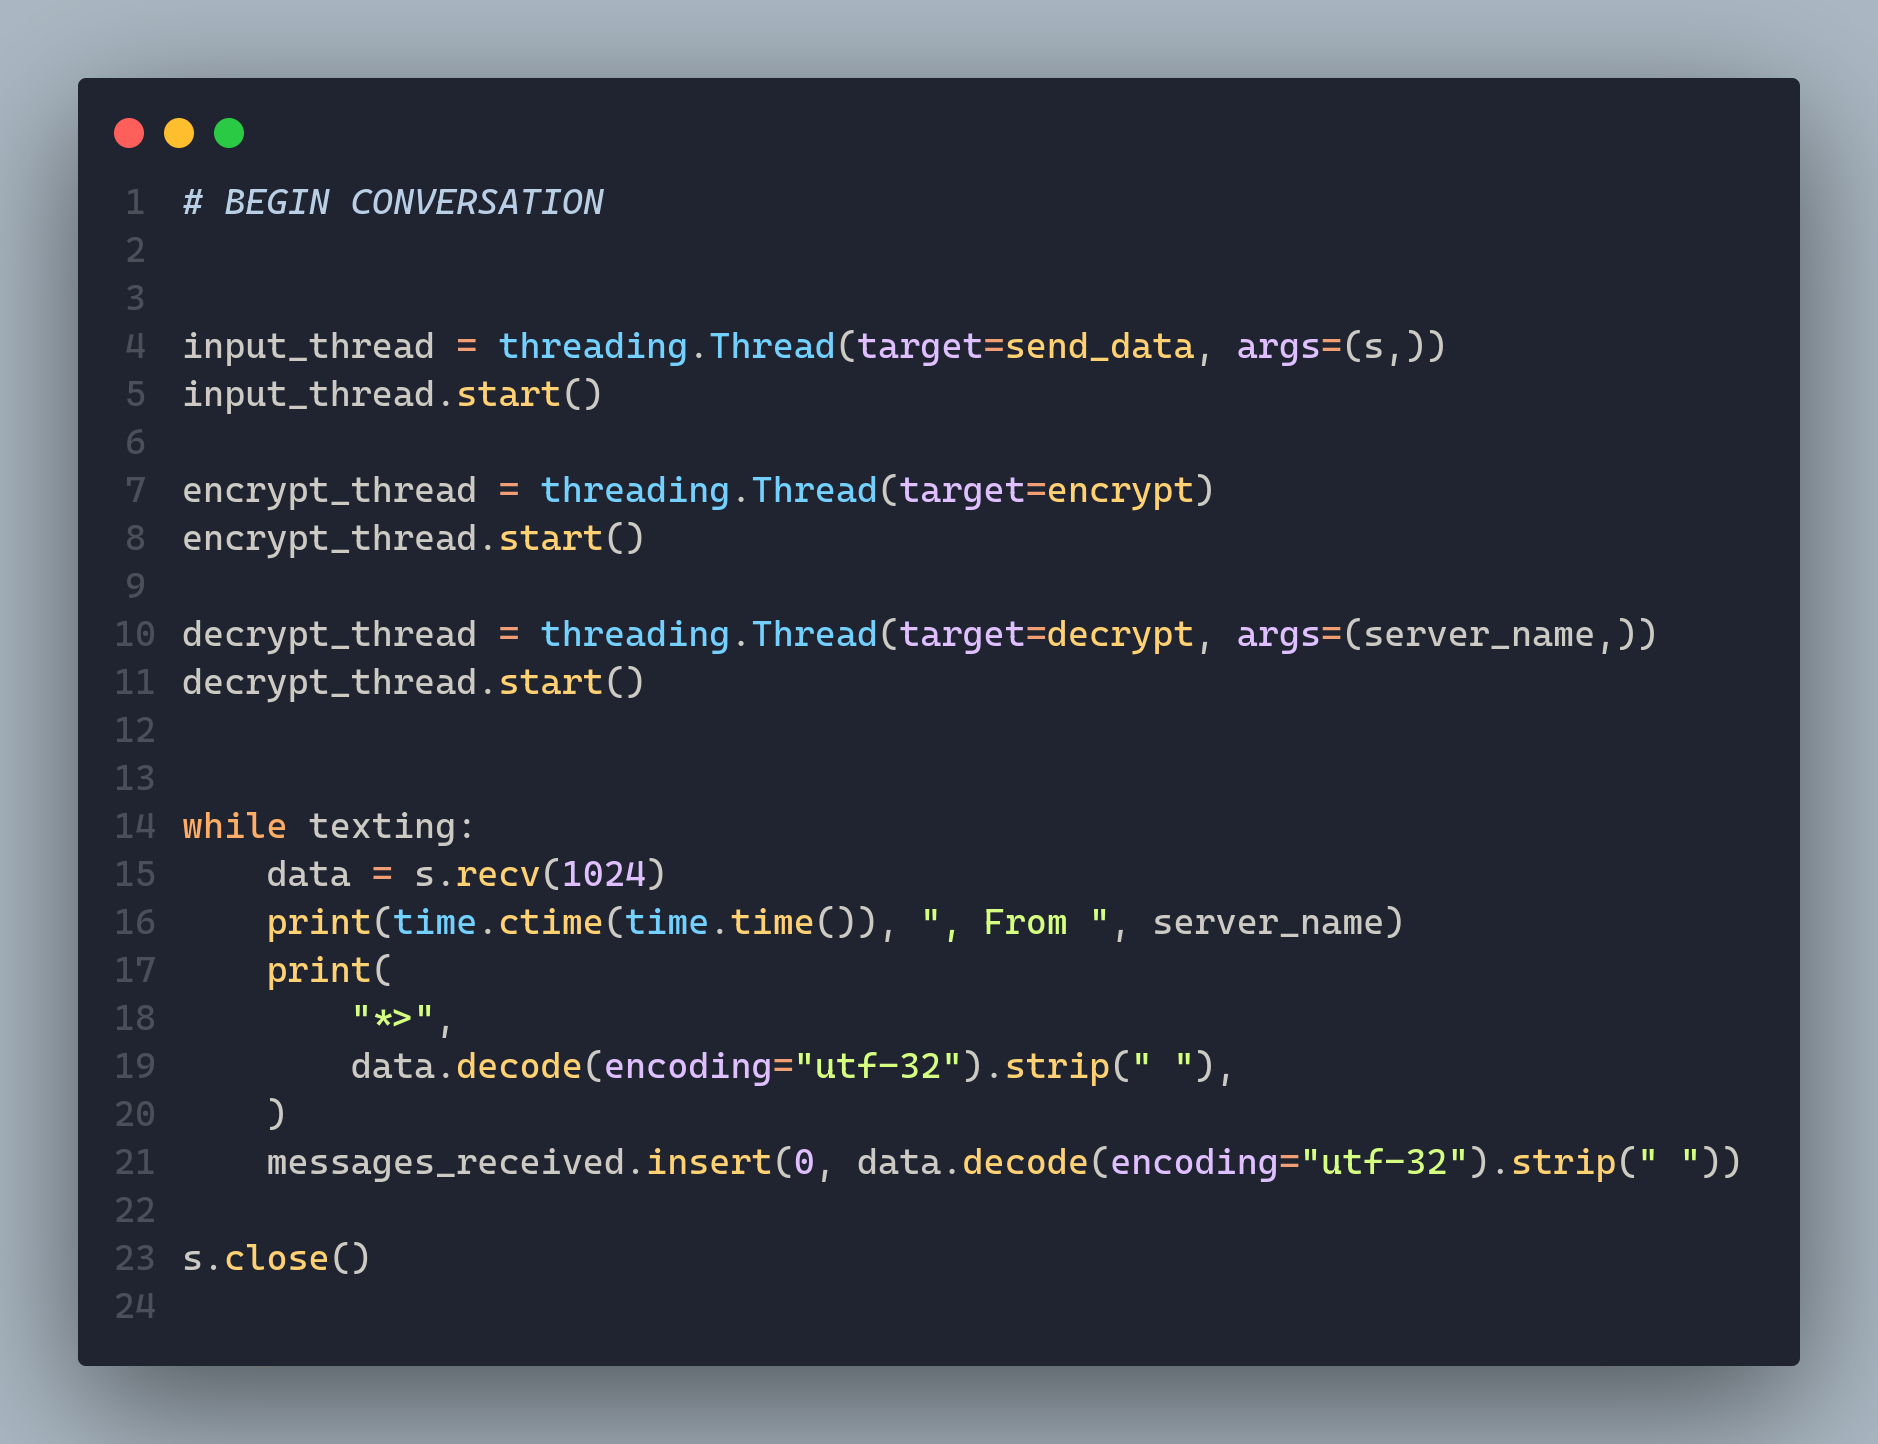 1 # BEGIN CONVERSATION
2
3
4 input_thread = threading.Thread(target=send_data, args=(s,))
5 input_thread.start()
6
7 encrypt_thread = threading.Thread(target=encrypt)
8 encrypt_thread.start()
9
10 decrypt_thread = threading.Thread(target=decrypt, args=(server_name,))
11 decrypt_thread.start()
12
13
14 while texting:
15     data = s.recv(1024)
16     print(time.ctime(time.time()), ", From ", server_name)
17     print(
18         "*>",
19         data.decode(encoding="utf-32").strip(" "),
20     )
21     messages_received.insert(0, data.decode(encoding="utf-32").strip(" "))
22
23 s.close()
24